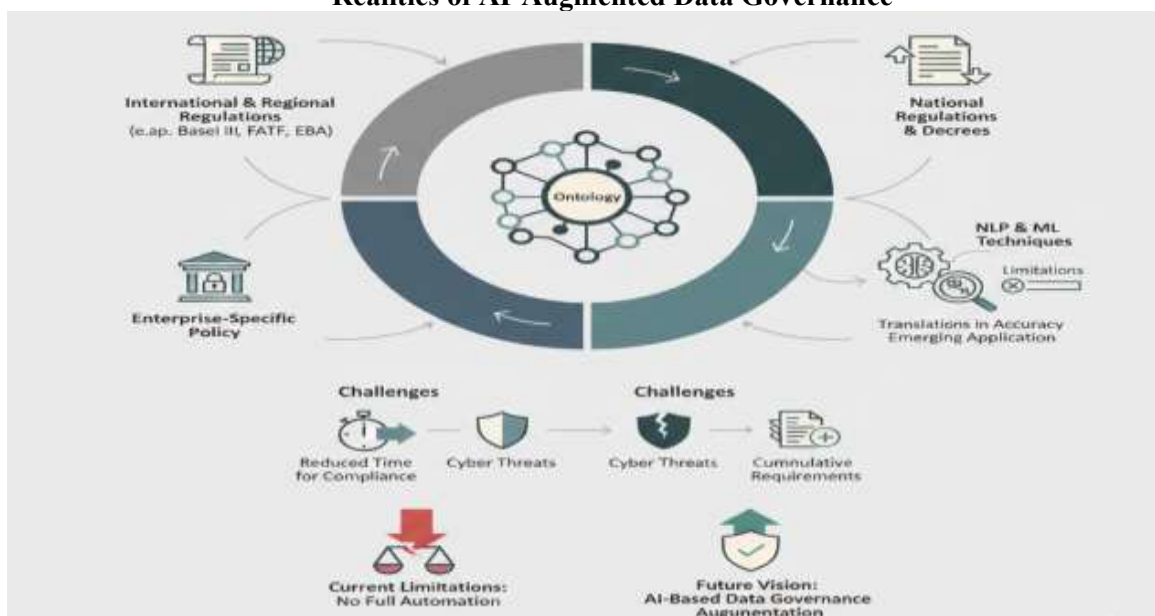 Realities of AI-Augmented Data Governance
International & Regional
Regulations
(e.ap. Basel III, FATF, EBA)
National
Regulations
& Decrees
Ontology
NLP & ML
Techniques
Limitations
Translations in Accuracy
Emerging Application
Enterprise-Specific
Policy
Challenges
Reduced Time
for Compliance
Cyber Threats
Challenges
Cyber Threats
Cumnulative
Requirements
Current Limiltations:
No Full Automation
Future Vision:
AI-Based Data Governance
Augunentation